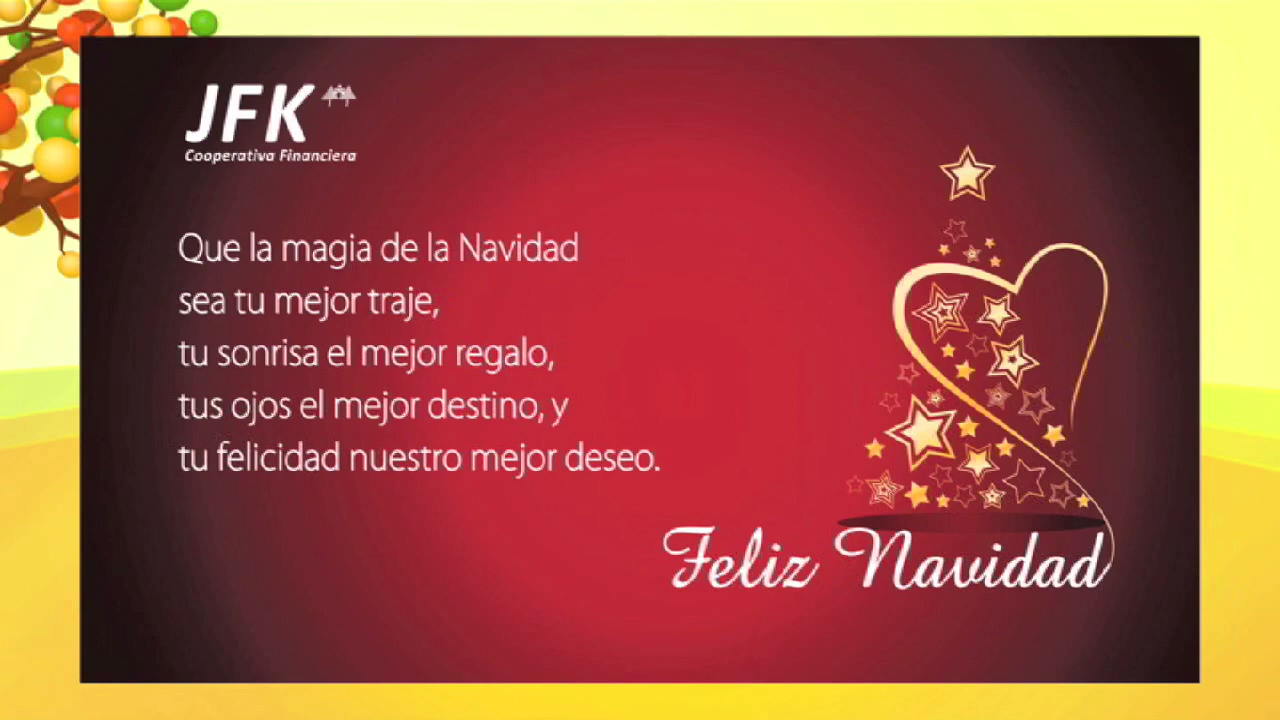 JFK
Cooperativa Financiera
Que la magia de la Navidad
sea tu mejor traje,
tu sonrisa el mejor regalo,
tus ojos el mejor destino, y
tu felicidad nuestro mejor deseo.
Feliz Navidad